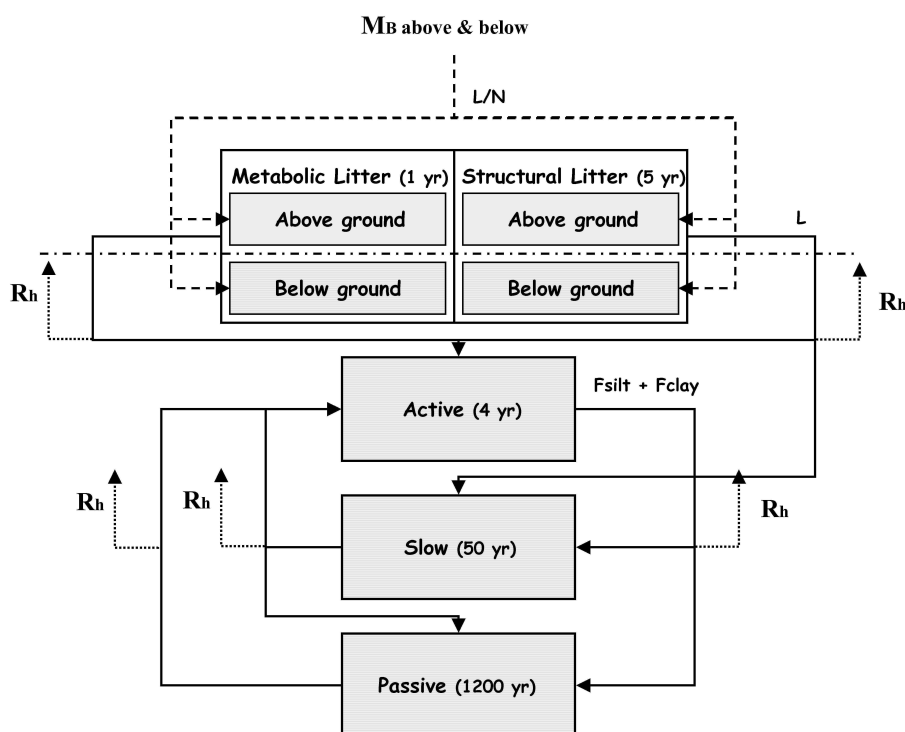 MB above & below
L/N
Metabolic Litter (1 yr)
Structural Litter (5 yr)
Above ground
Above ground
L
Below ground
Below ground
Rh
Rh
Active (4 yr)
Fsilt + Fclay
Rh
Rh
Rh
Slow (50 yr)
Passive (1200 yr)